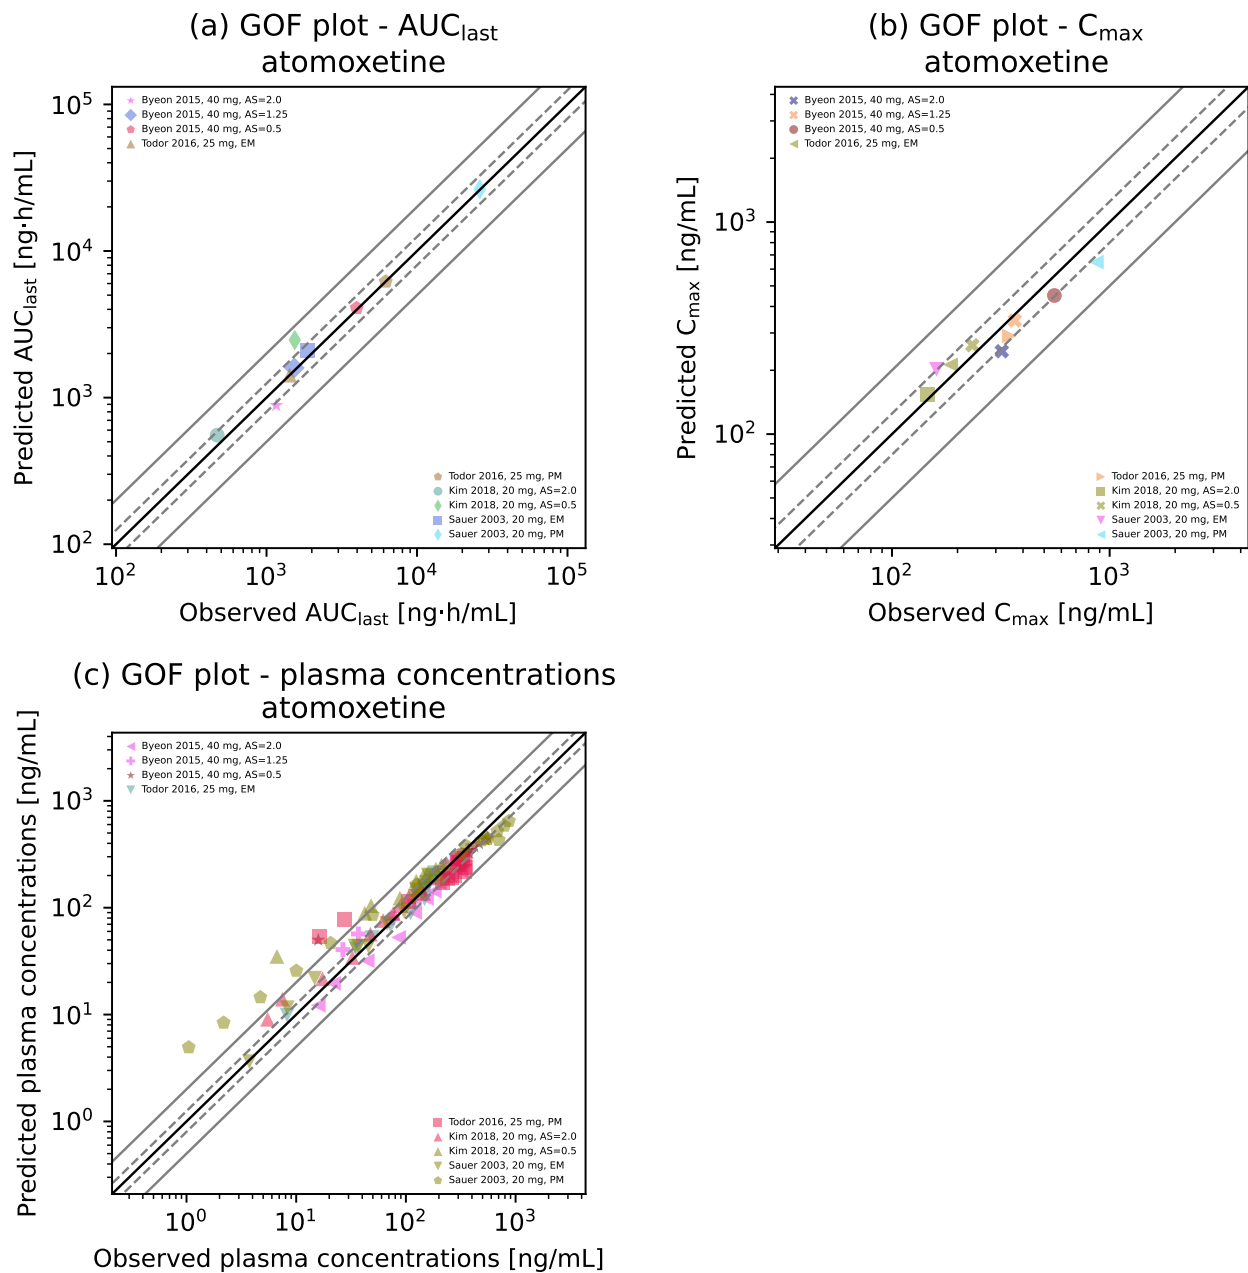 (a) GOF plot - AUClast
atomoxetine
Predicted AUClast [ng·h/mL]
10^5
10^4
10^3
10^2
Byeon 2015, 40 mg, AS=2.0
Byeon 2015, 40 mg, AS=1.25
Byeon 2015, 40 mg, AS=0.5
Todor 2016, 25 mg, EM
Todor 2016, 25 mg, PM
Kim 2018, 20 mg, AS=2.0
Kim 2018, 20 mg, AS=0.5
Sauer 2003, 20 mg, EM
Sauer 2003, 20 mg, PM
10^2 10^3 10^4 10^5
Observed AUClast [ng·h/mL]
(b) GOF plot - Cmax
atomoxetine
Predicted Cmax [ng/mL]
10^3
10^2
Byeon 2015, 40 mg, AS=2.0
Byeon 2015, 40 mg, AS=1.25
Byeon 2015, 40 mg, AS=0.5
Todor 2016, 25 mg, EM
Todor 2016, 25 mg, PM
Kim 2018, 20 mg, AS=2.0
Kim 2018, 20 mg, AS=0.5
Sauer 2003, 20 mg, EM
Sauer 2003, 20 mg, PM
10^2 10^3
Observed Cmax [ng/mL]
(c) GOF plot - plasma concentrations
atomoxetine
Predicted plasma concentrations [ng/mL]
10^3
10^2
10^1
10^0
Byeon 2015, 40 mg, AS=2.0
Byeon 2015, 40 mg, AS=1.25
Byeon 2015, 40 mg, AS=0.5
Todor 2016, 25 mg, EM
Todor 2016, 25 mg, PM
Kim 2018, 20 mg, AS=2.0
Kim 2018, 20 mg, AS=0.5
Sauer 2003, 20 mg, EM
Sauer 2003, 20 mg, PM
10^0 10^1 10^2 10^3
Observed plasma concentrations [ng/mL]